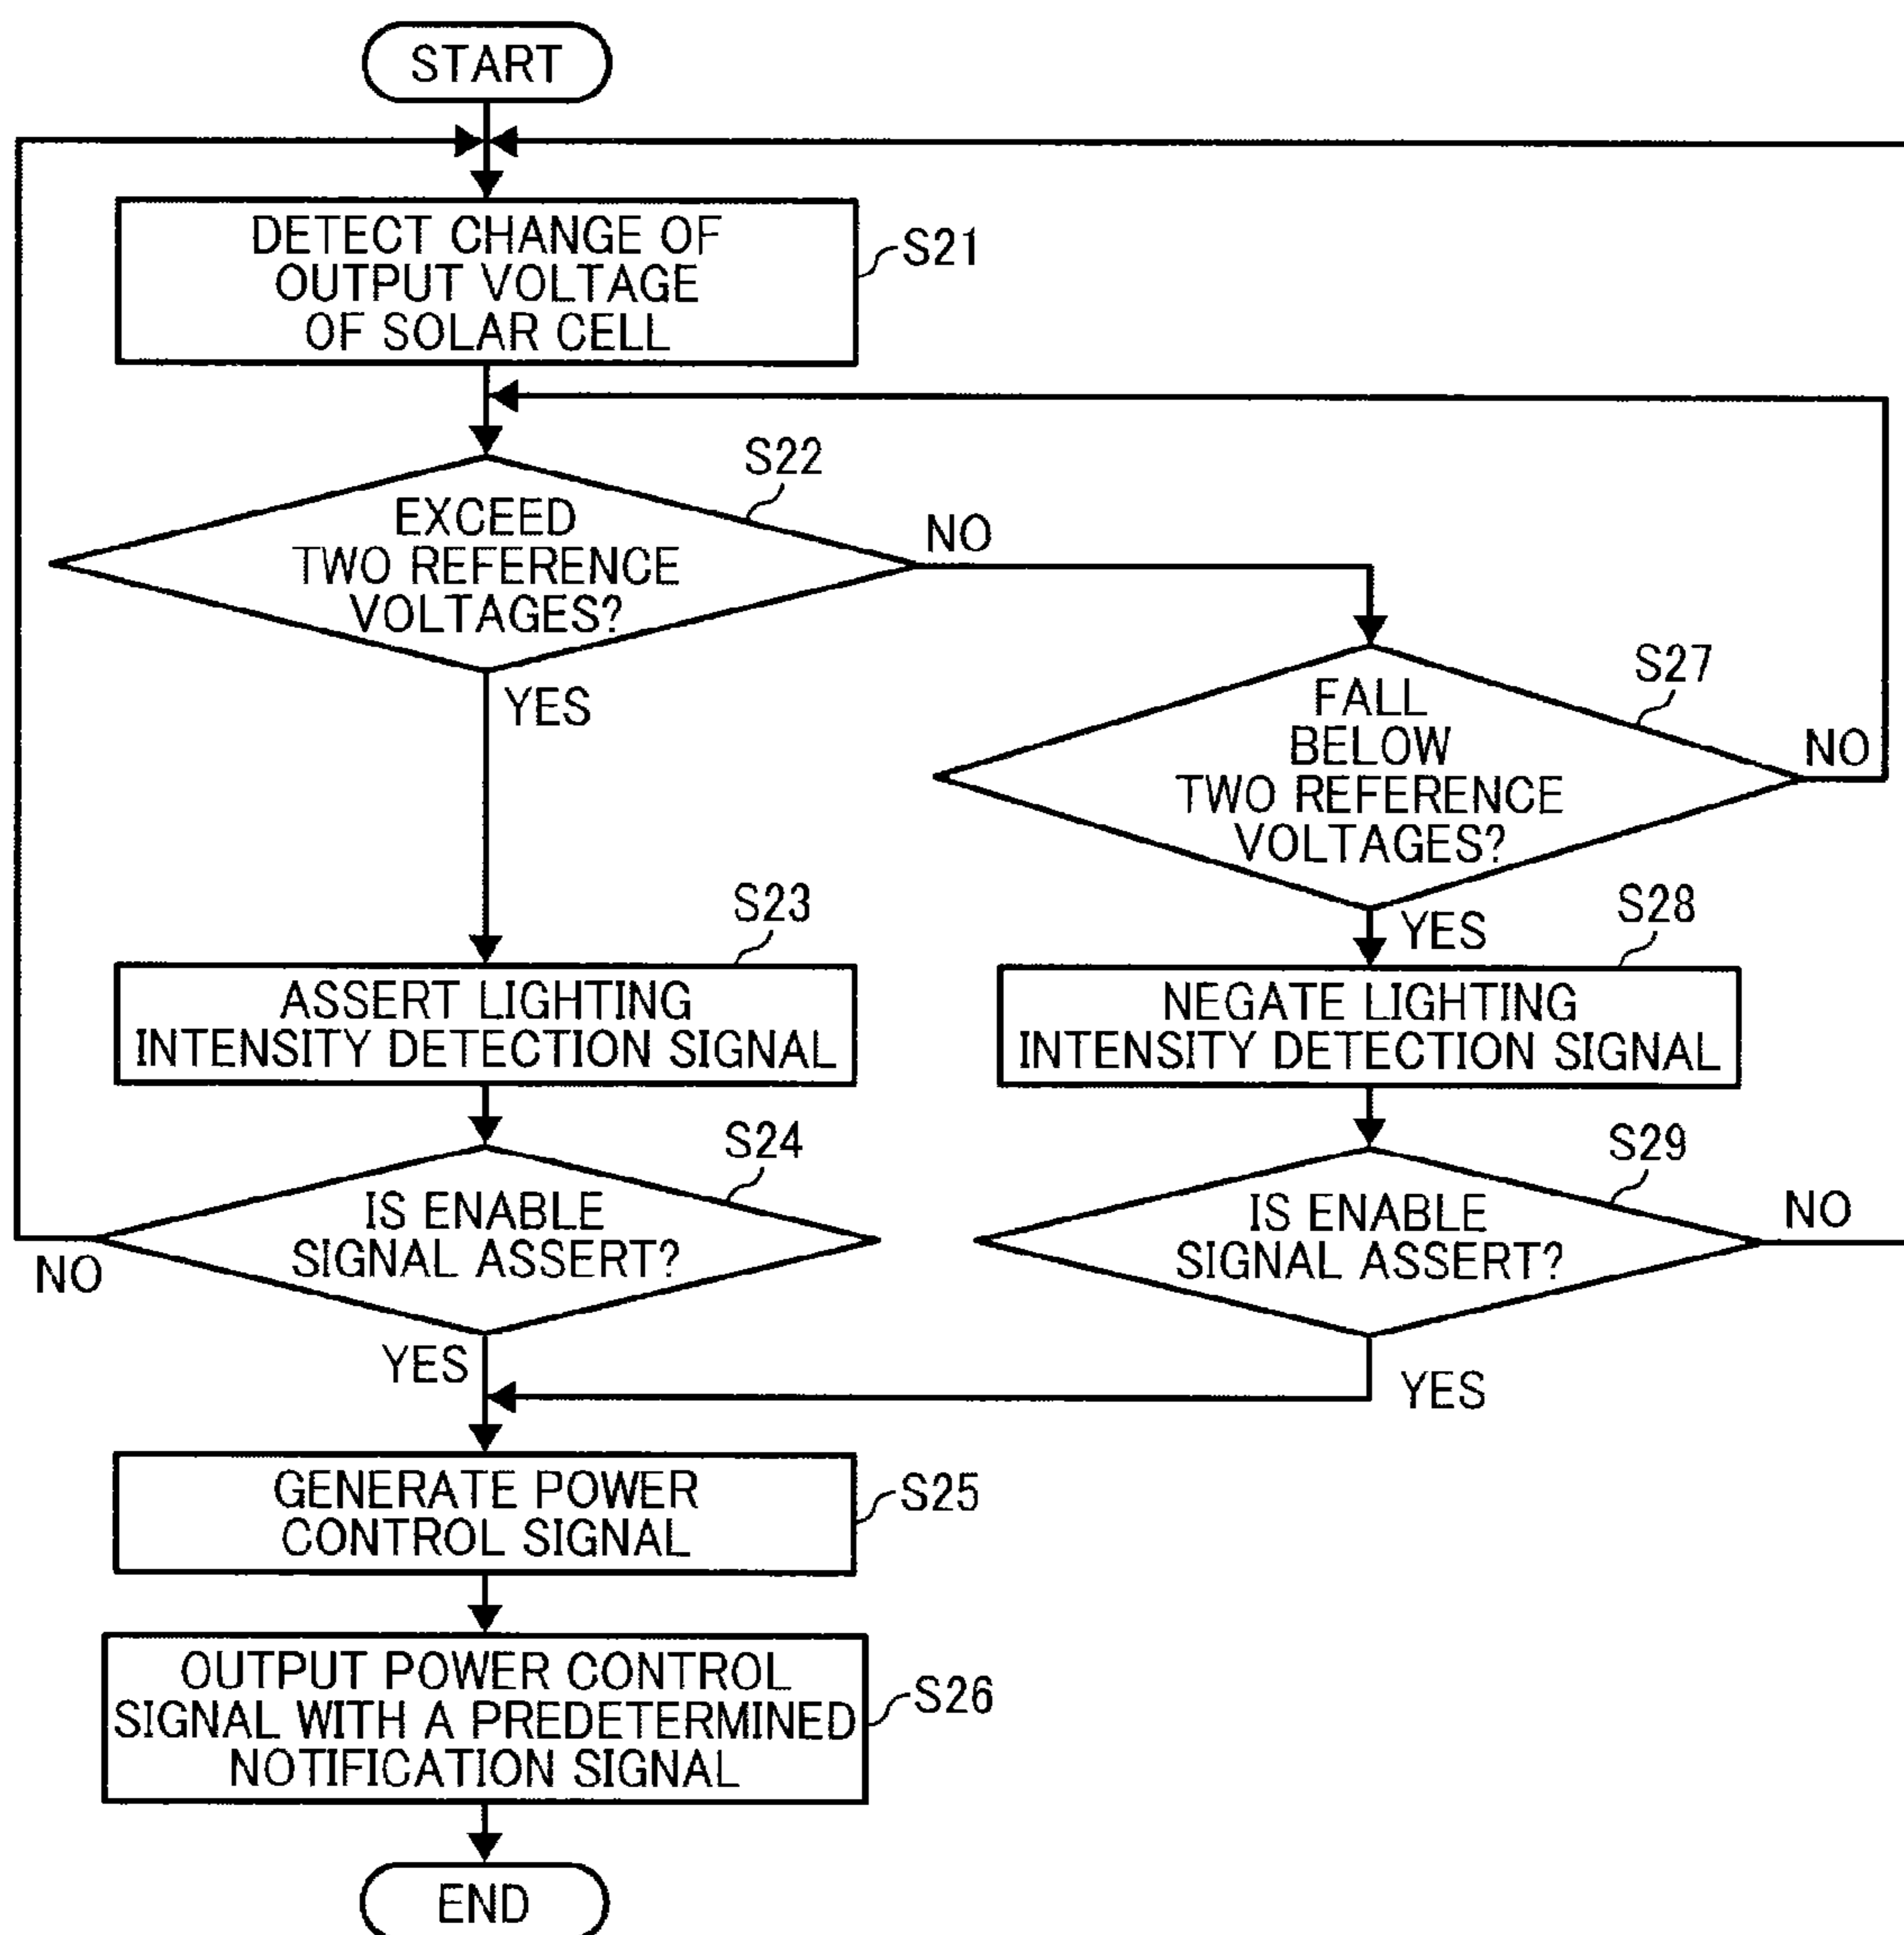 START
DETECT CHANGE OF
OUTPUT VOLTAGE
OF SOLAR CELL
S21
S22
EXCEED
TWO REFERENCE
VOLTAGES?
NO
YES
S27
FALL
BELOW
TWO REFERENCE
VOLTAGES?
NO
YES
S23
ASSERT LIGHTING
INTENSITY DETECTION SIGNAL
S28
NEGATE LIGHTING
INTENSITY DETECTION SIGNAL
S24
IS ENABLE
SIGNAL ASSERT?
NO
YES
S29
IS ENABLE
SIGNAL ASSERT?
NO
YES
GENERATE POWER
CONTROL SIGNAL
S25
OUTPUT POWER CONTROL
SIGNAL WITH A PREDETERMINED
NOTIFICATION SIGNAL
S26
END